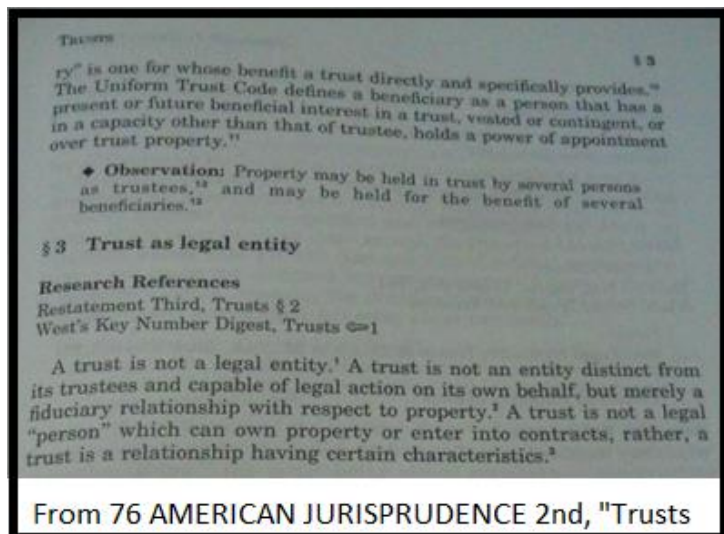 TRUSTS
§ 3
ry" is one for whose benefit a trust directly and specifically provides.¹⁰
The Uniform Trust Code defines a beneficiary as a person that has a
present or future beneficial interest in a trust, vested or contingent, or
in a capacity other than that of trustee, holds a power of appointment
over trust property.¹¹
◆ Observation: Property may be held in trust by several persons
as trustees,¹² and may be held for the benefit of several
beneficiaries.¹³
§ 3 Trust as legal entity
Research References
Restatement Third, Trusts § 2
West's Key Number Digest, Trusts ⚷1
A trust is not a legal entity.¹ A trust is not an entity distinct from
its trustees and capable of legal action on its own behalf, but merely a
fiduciary relationship with respect to property.² A trust is not a legal
"person" which can own property or enter into contracts, rather, a
trust is a relationship having certain characteristics.³
From 76 AMERICAN JURISPRUDENCE 2nd, "Trusts